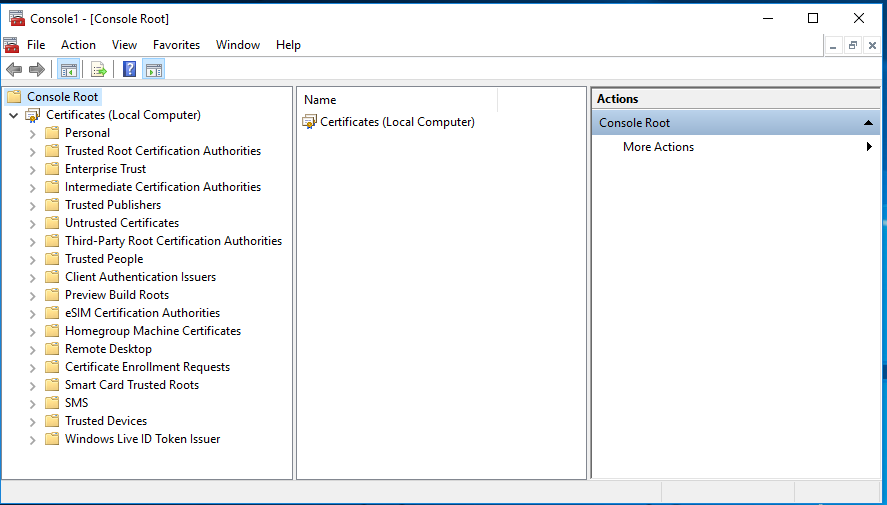 Console1 - [Console Root]
File Action View Favorites Window Help
Console Root
Certificates (Local Computer)
Personal
Trusted Root Certification Authorities
Enterprise Trust
Intermediate Certification Authorities
Trusted Publishers
Untrusted Certificates
Third-Party Root Certification Authorities
Trusted People
Client Authentication Issuers
Preview Build Roots
eSIM Certification Authorities
Homegroup Machine Certificates
Remote Desktop
Certificate Enrollment Requests
Smart Card Trusted Roots
SMS
Trusted Devices
Windows Live ID Token Issuer
Name
Certificates (Local Computer)
Actions
Console Root
More Actions